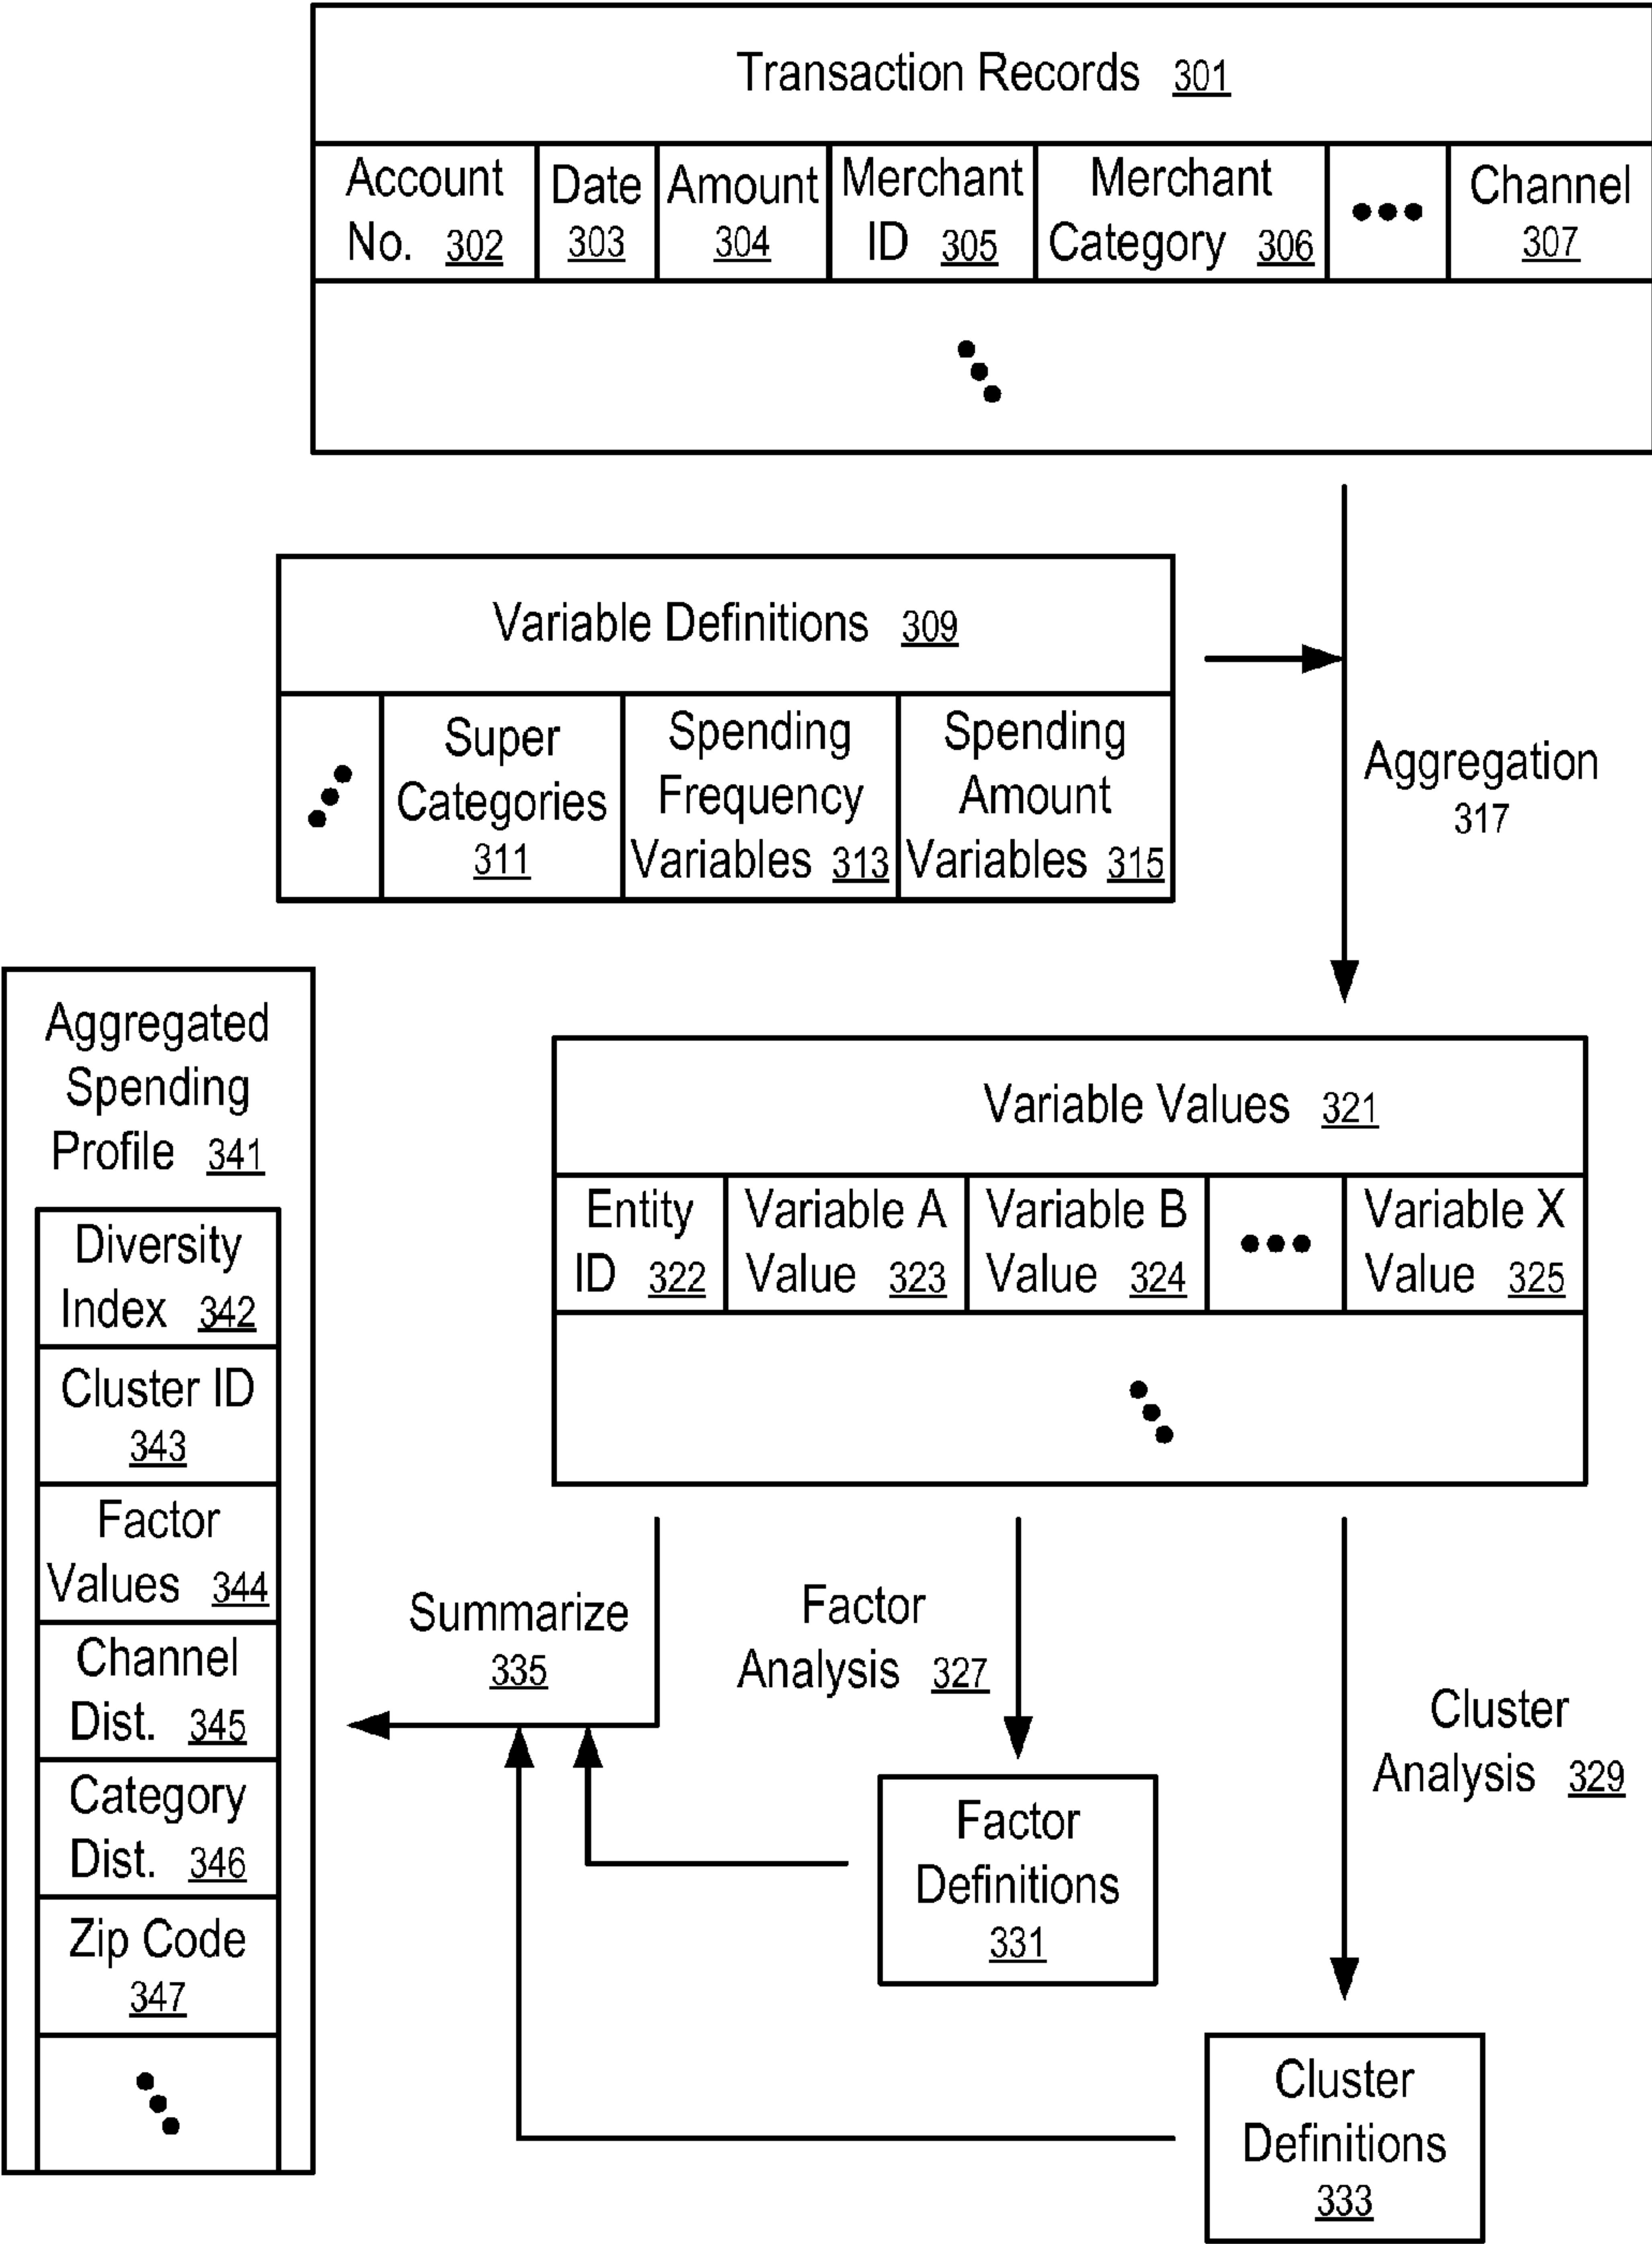 Transaction Records 301
Account
No. 302
Date
303
Amount
304
Merchant
ID 305
Merchant
Category 306
Channel
307
Variable Definitions 309
Super
Categories
311
Spending
Frequency
Variables 313
Spending
Amount
Variables 315
Aggregation
317
Aggregated
Spending
Profile 341
Diversity
Index 342
Cluster ID
343
Factor
Values 344
Channel
Dist. 345
Category
Dist. 346
Zip Code
347
Variable Values 321
Entity
ID 322
Variable A
Value 323
Variable B
Value 324
Variable X
Value 325
Summarize
335
Factor
Analysis 327
Cluster
Analysis 329
Factor
Definitions
331
Cluster
Definitions
333